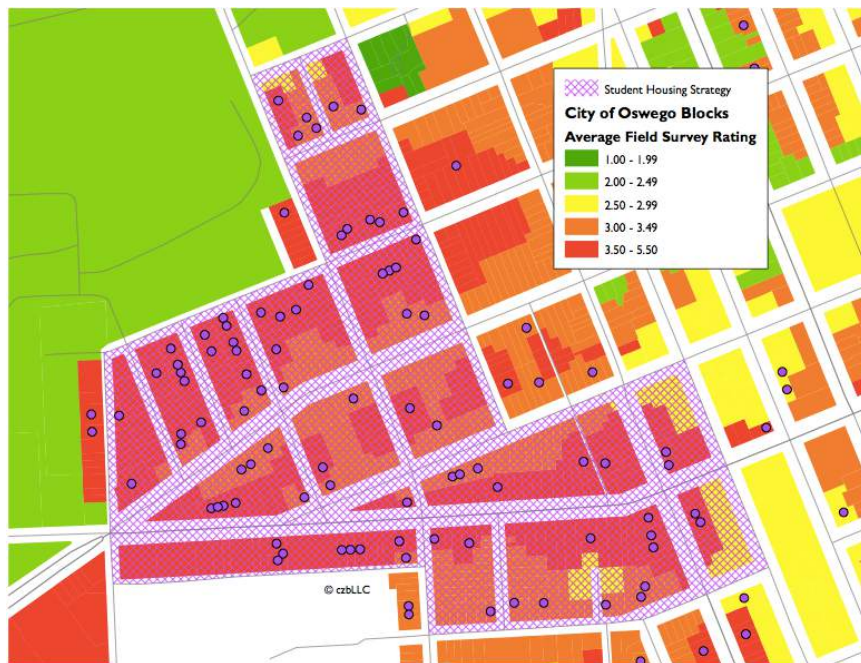 Student Housing Strategy
City of Oswego Blocks
Average Field Survey Rating
1.00 - 1.99
2.00 - 2.49
2.50 - 2.99
3.00 - 3.49
3.50 - 5.50
© czbLLC